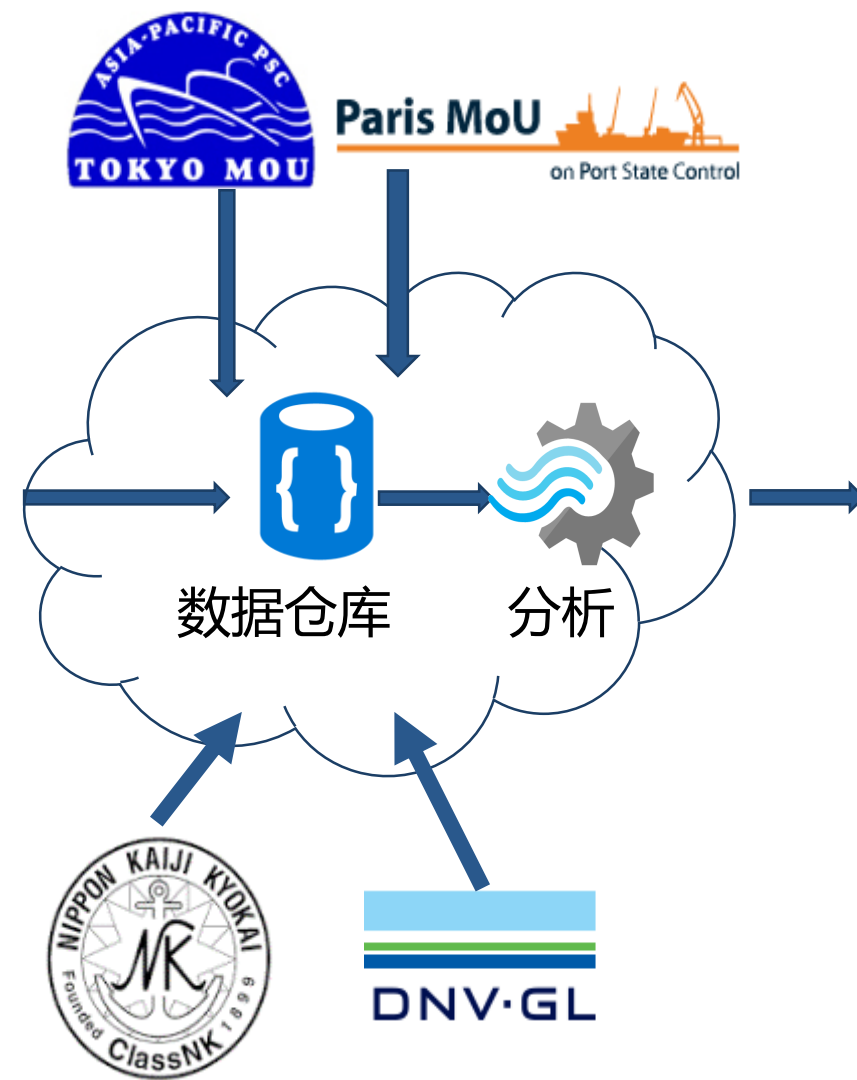 ASIA-PACIFIC PSC
TOKYO MOU
Paris MoU
on Port State Control
{ }
数据仓库
分析
NIPPON KAIJI KYOKAI
NK
Founded 1899
ClassNK
DNV·GL